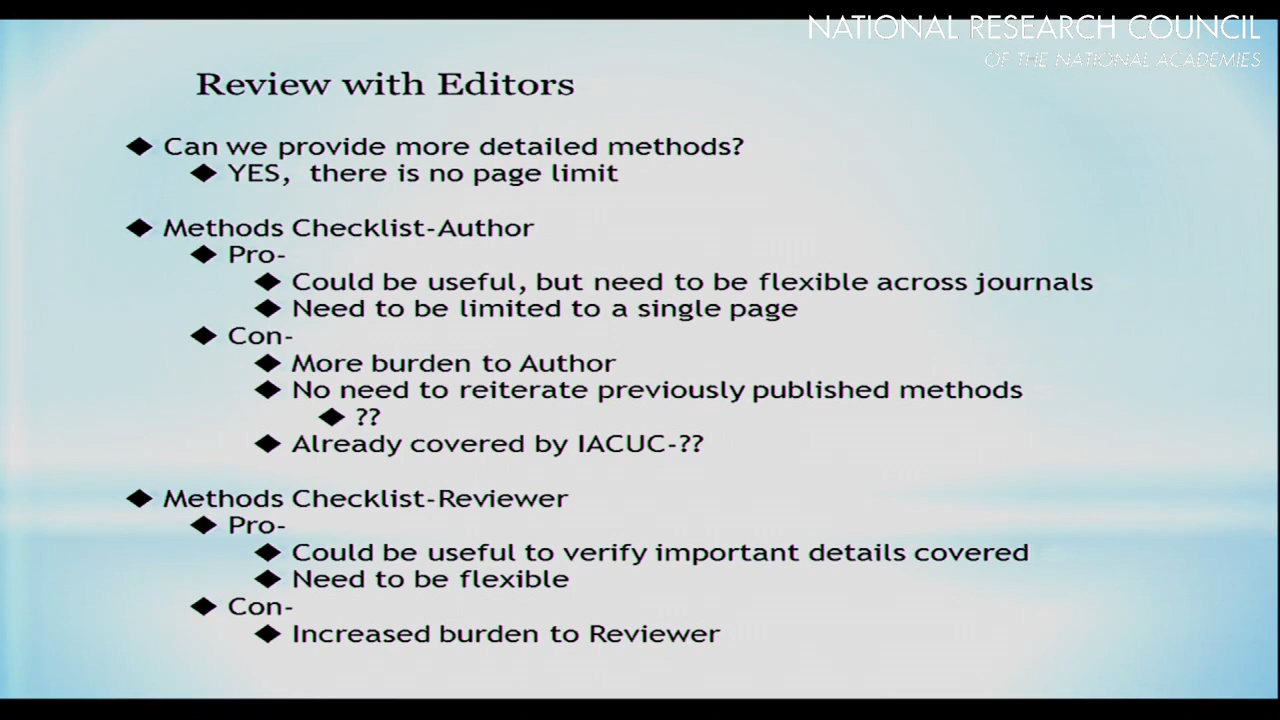 NATIONAL RESEARCH COUNCIL
OF THE NATIONAL ACADEMIES
Review with Editors
Can we provide more detailed methods?
YES, there is no page limit
Methods Checklist-Author
Pro-
Could be useful, but need to be flexible across journals
Need to be limited to a single page
Con-
More burden to Author
No need to reiterate previously published methods
??
Already covered by IACUC-??
Methods Checklist-Reviewer
Pro-
Could be useful to verify important details covered
Need to be flexible
Con-
Increased burden to Reviewer